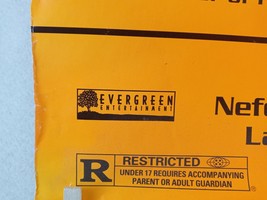 EVERGREEN
ENTERTAINMENT
Nefe
La
R
RESTRICTED
UNDER 17 REQUIRES ACCOMPANYING
PARENT OR ADULT GUARDIAN
®